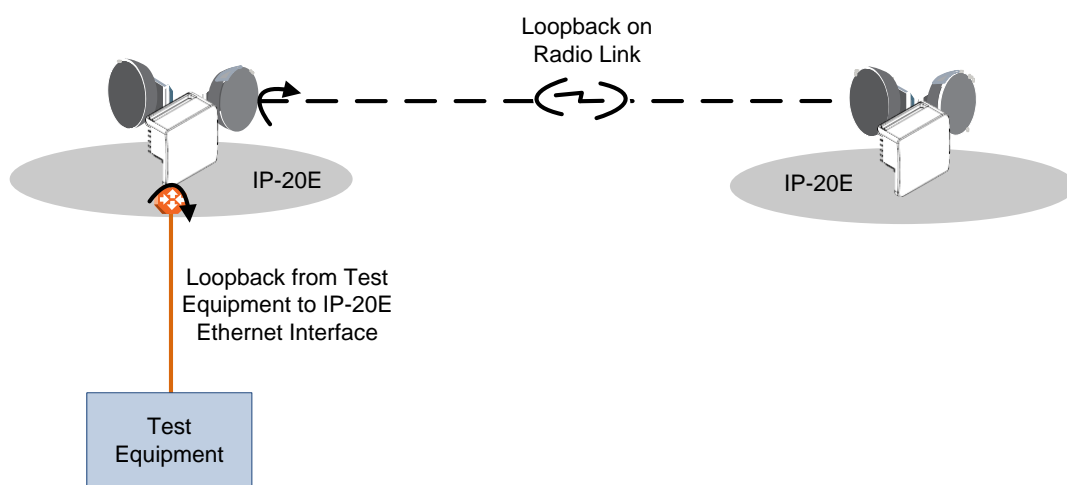 Loopback on
Radio Link
IP-20E
IP-20E
Loopback from Test
Equipment to IP-20E
Ethernet Interface
Test
Equipment